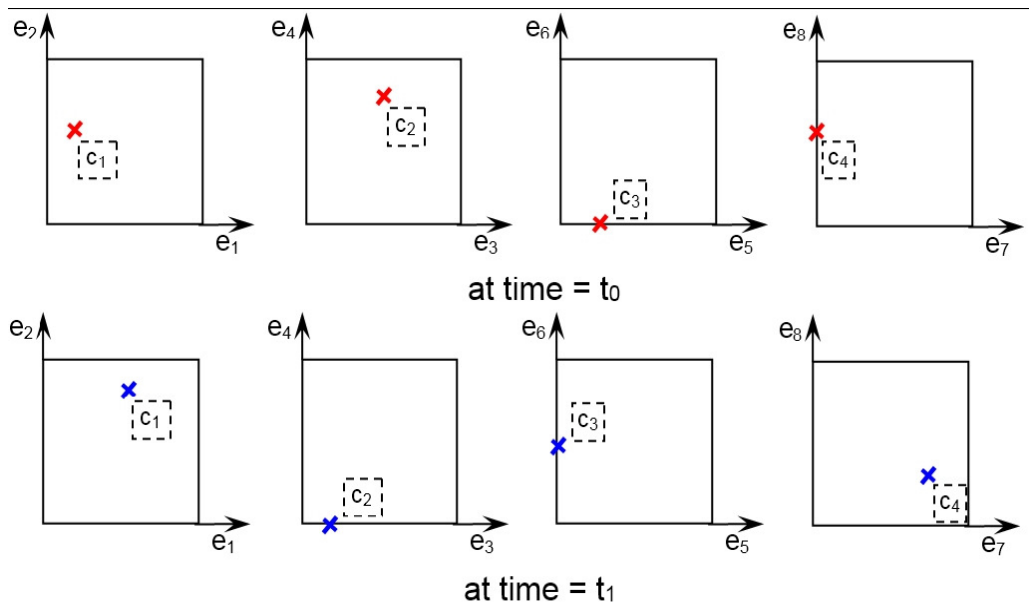 e₂ e₄ e₆ e₈
c₁ c₂ c₃ c₄
e₁ e₃ e₅ e₇
at time = t₀
e₂ e₄ e₆ e₈
c₁ c₂ c₃ c₄
e₁ e₃ e₅ e₇
at time = t₁